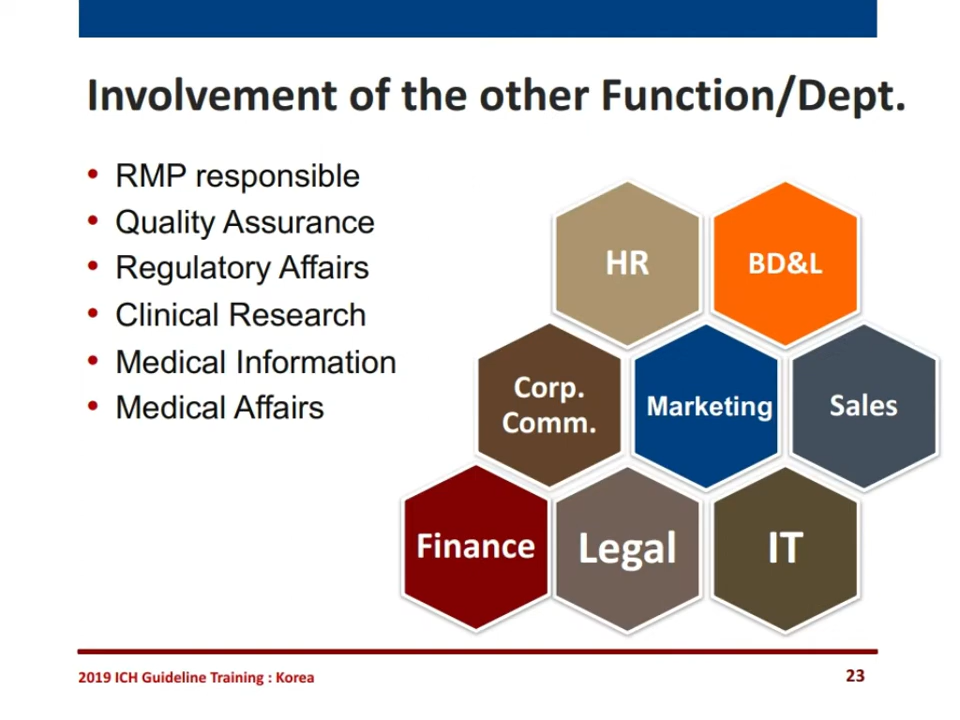 Involvement of the other Function/Dept.
• RMP responsible
• Quality Assurance
• Regulatory Affairs
• Clinical Research
• Medical Information
• Medical Affairs
HR
BD&L
Corp.
Comm.
Marketing
Sales
Finance
Legal
IT
2019 ICH Guideline Training : Korea
23